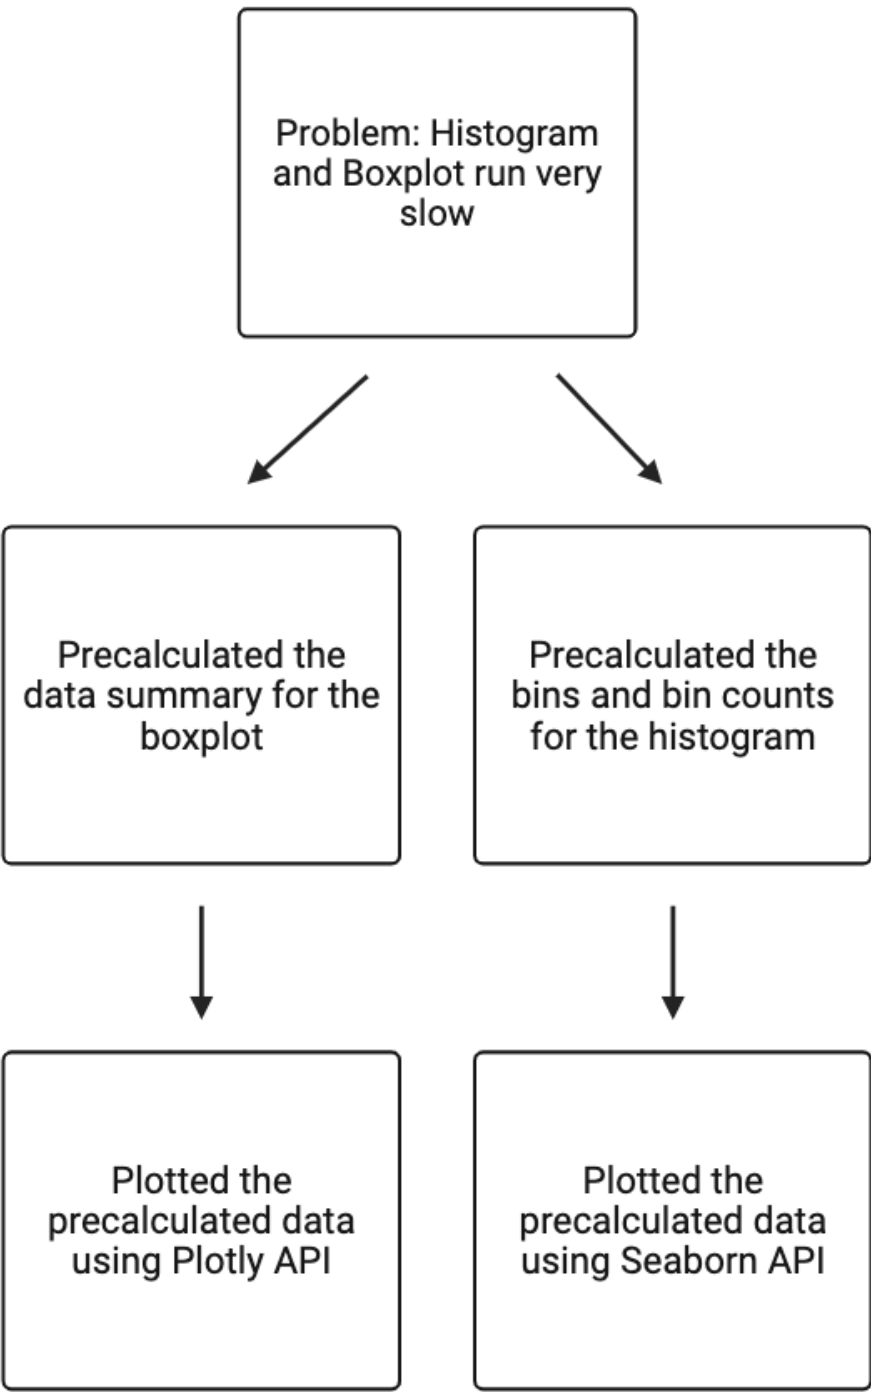 Problem: Histogram
and Boxplot run very
slow
Precalculated the
data summary for the
boxplot
Precalculated the
bins and bin counts
for the histogram
Plotted the
precalculated data
using Plotly API
Plotted the
precalculated data
using Seaborn API